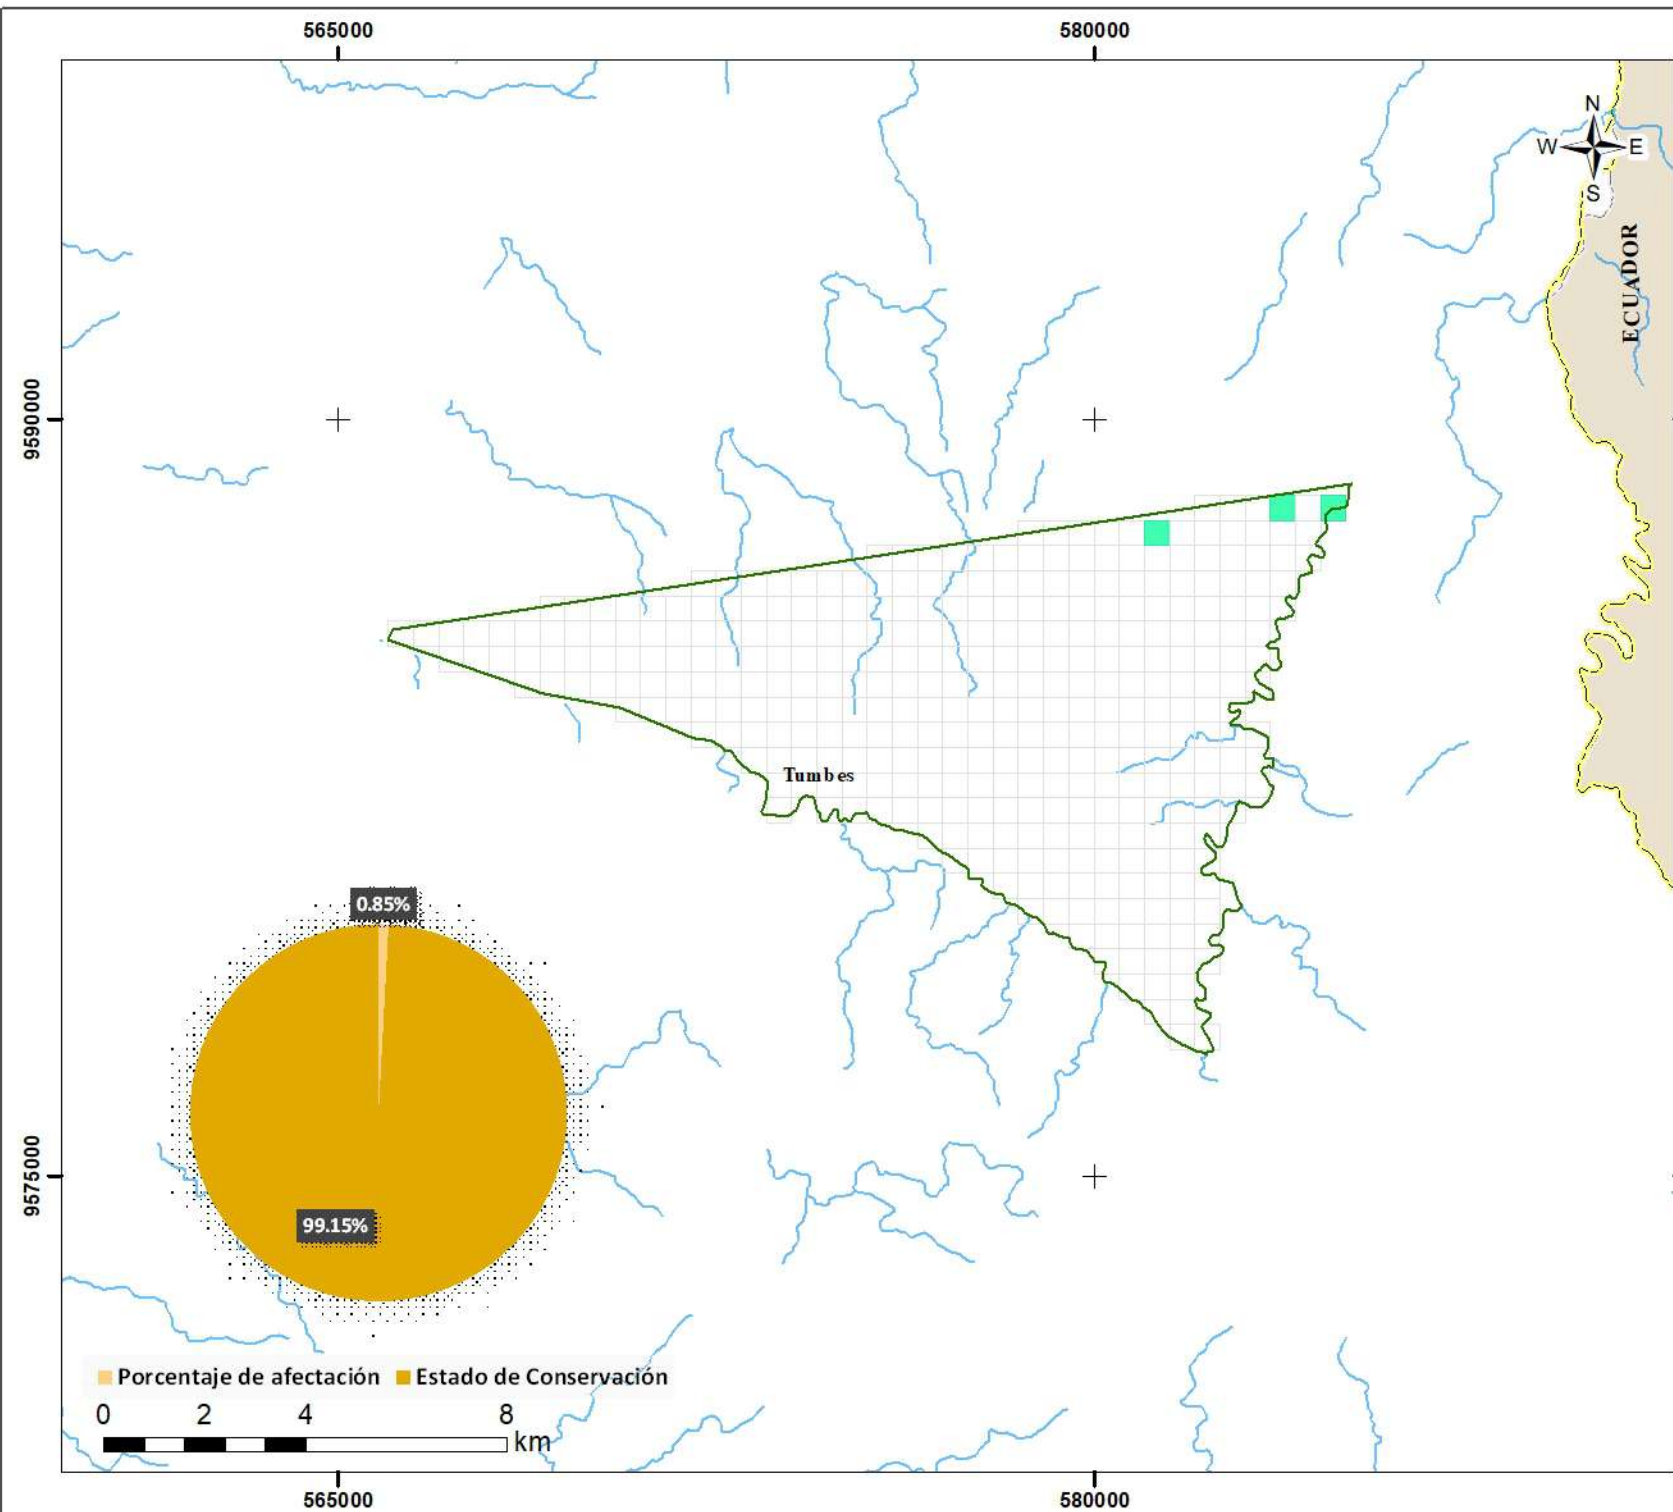 565000
580000
N
W
E
S
ECUADOR
9590000
Tumbes
0.85%
9575000
99.15%
Porcentaje de afectación
Estado de Conservación
0
2
4
8
km
565000
580000